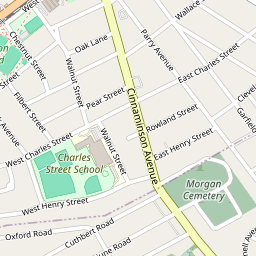 West
Wallace
Oak Lane
Parry Avenue
Chestnut Street
Walnut Street
Cinnaminson Avenue
East Charles Street
Filbert Street
Pear Street
Rowland Street
West Charles Street
East Henry Street
Charles
Street School
Walnut Street
Morgan
Cemetery
West Henry Street
Oxford Road
Cuthbert Road